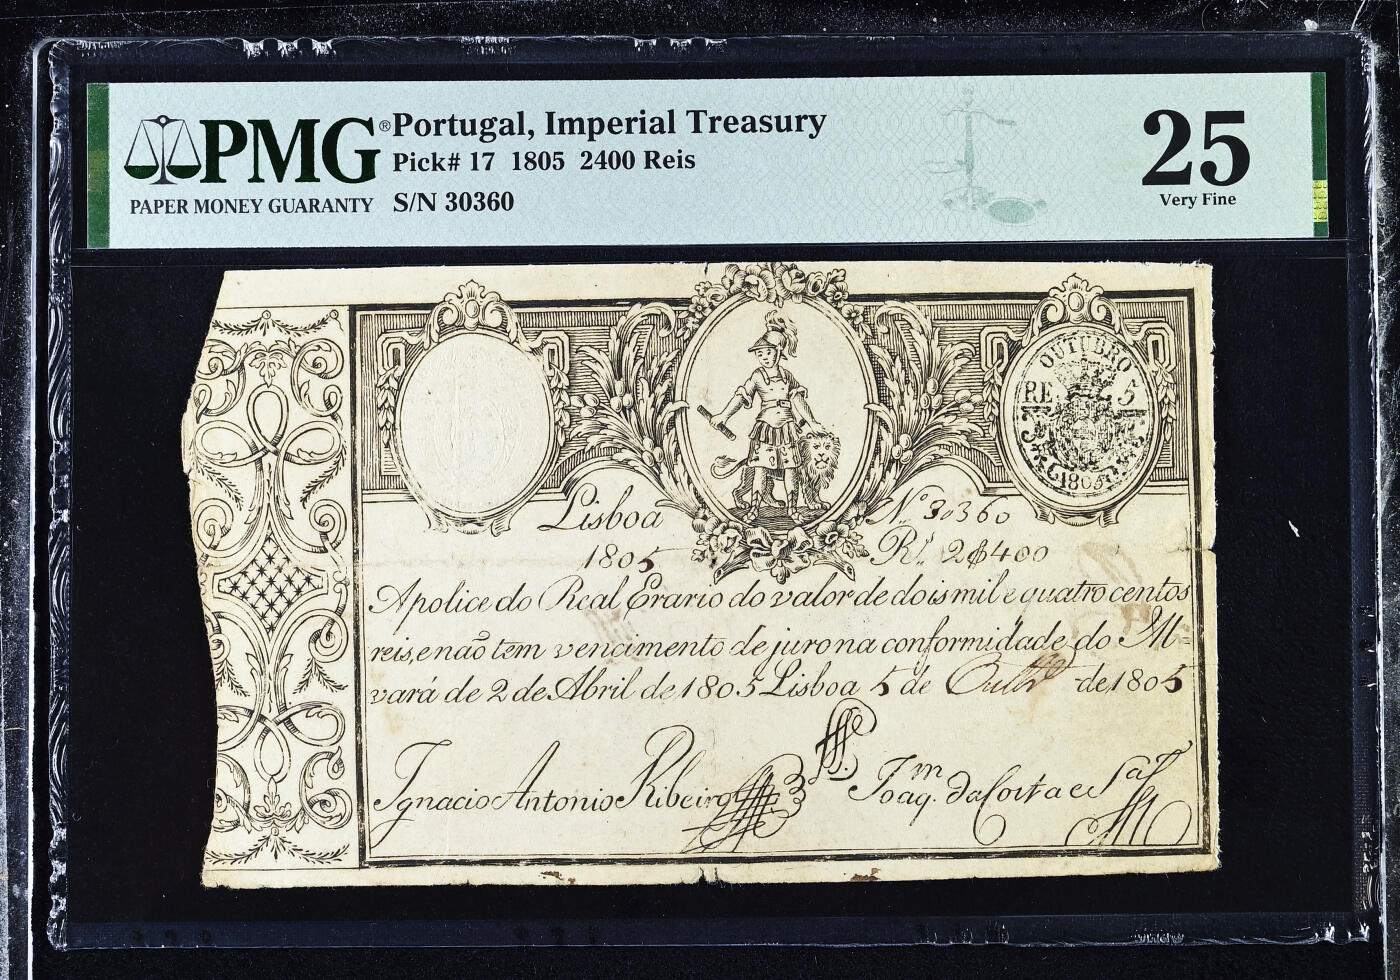 PMG®
PAPER MONEY GUARANTY
Portugal, Imperial Treasury
Pick# 17 1805 2400 Reis
S/N 30360
25
Very Fine
OUTUBRO
RE 5
1805
Lisboa
1805
N. 30360
Rs. 2$400
Apolice do Real Erario do valor de dois mil e quatro centos
reis, e não tem vencimento de juro na conformidade do Al=
vará de 2 de Abril de 1805 Lisboa 5 de Outbro de 1805
Ignacio Antonio Ribeiro
Joaqm. da Costa e Sa